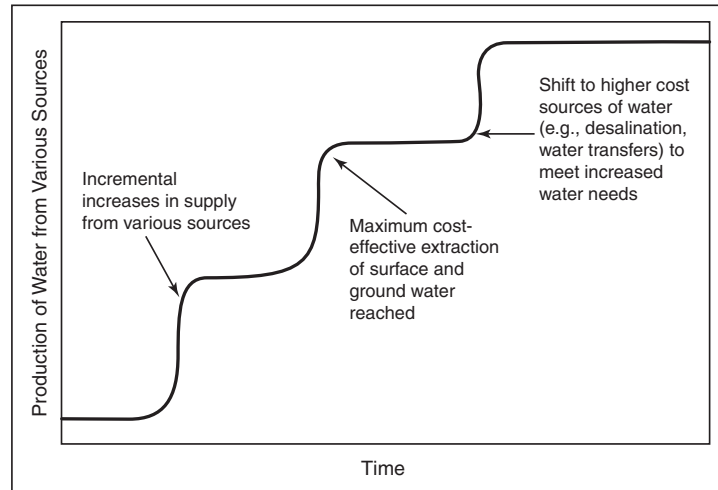 Production of Water from Various Sources
Incremental
increases in supply
from various sources
Maximum cost-
effective extraction
of surface and
ground water
reached
Shift to higher cost
sources of water
(e.g., desalination,
water transfers) to
meet increased
water needs
Time